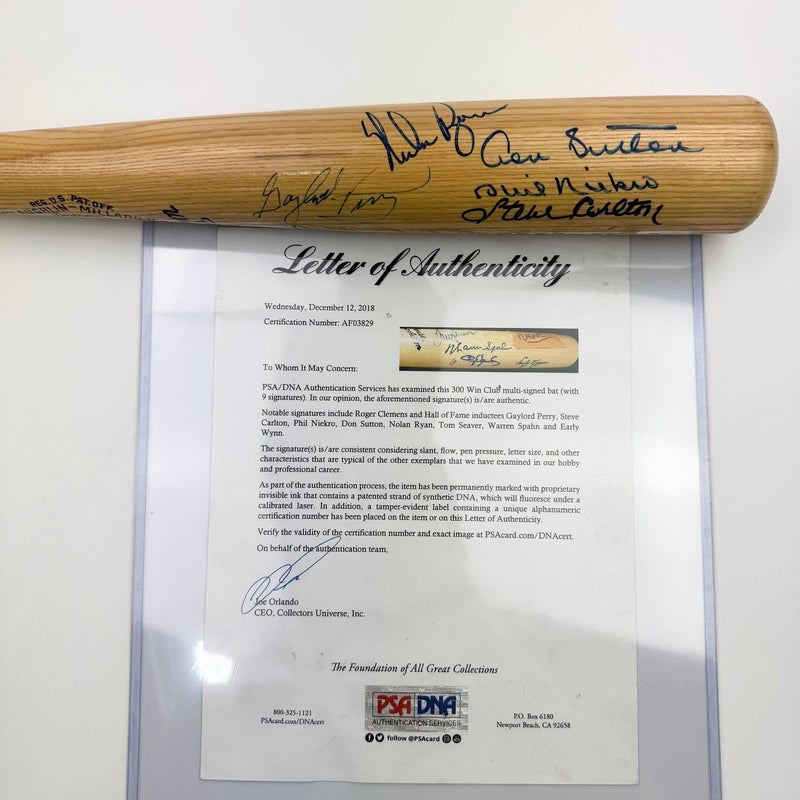 Nolan Ryan
Don Sutton
Gaylord Perry
Phil Niekro
Steve Carlton
REG. U.S. PAT. OFF.
Letter of Authenticity
Wednesday, December 12, 2018
Certification Number: AF03829
To Whom It May Concern:
PSA/DNA Authentication Services has examined this 300 Win Club multi-signed bat (with
9 signatures). In our opinion, the aforementioned signature(s) is/are authentic.
Notable signatures include Roger Clemens and Hall of Fame inductees Gaylord Perry, Steve
Carlton, Phil Niekro, Don Sutton, Nolan Ryan, Tom Seaver, Warren Spahn and Early
Wynn.
The signature(s) is/are consistent considering slant, flow, pen pressure, letter size, and other
characteristics that are typical of the other exemplars that we have examined in our hobby
and professional career.
As part of the authentication process, the item has been permanently marked with proprietary
invisible ink that contains a patented strand of synthetic DNA, which will fluoresce under a
calibrated laser. In addition, a tamper-evident label containing a unique alphanumeric
certification number has been placed on the item or on this Letter of Authenticity.
Verify the validity of the certification number and exact image at PSAcard.com/DNAcert.
On behalf of the authentication team,
Joe Orlando
CEO, Collectors Universe, Inc.
The Foundation of All Great Collections
800-325-1121
PSAcard.com/DNAcert
PSA DNA
AUTHENTICATION SERVICES
follow @PSAcard
P.O. Box 6180
Newport Beach, CA 92658